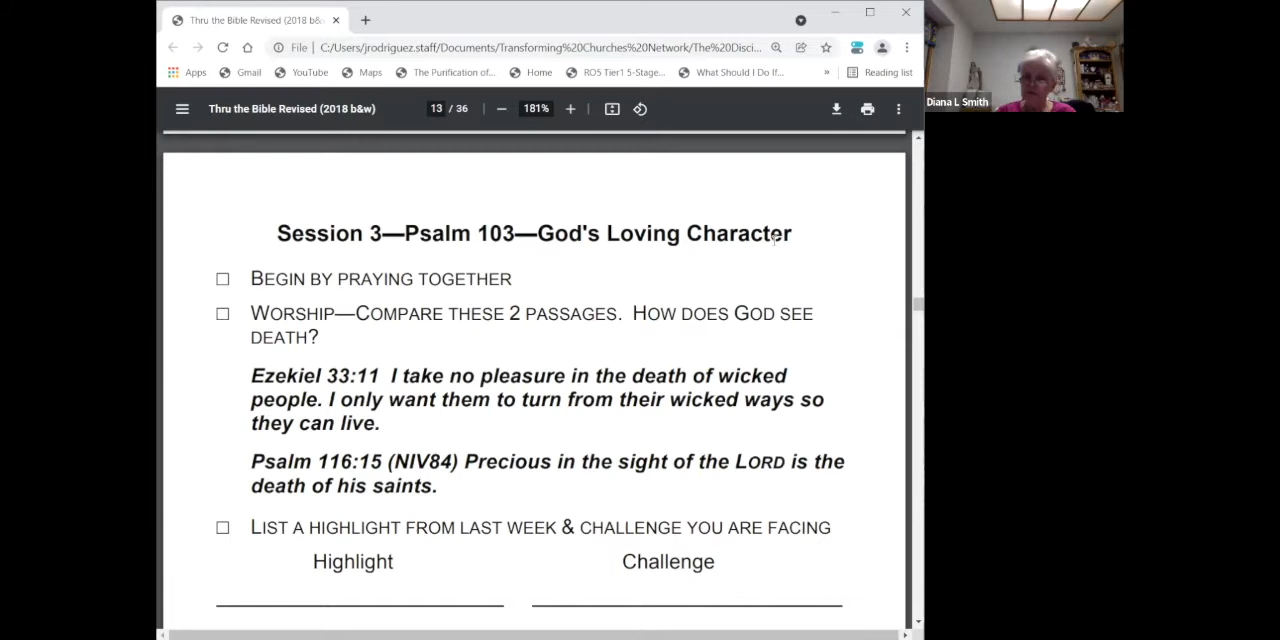 Thru the Bible Revised (2018 b&w
File | C:/Users/jrodriguez.staff/Documents/Transforming%20Churches%20Network/The%20Disci...
Apps Gmail YouTube Maps The Purification of... Home RO5 Tier1 5-Stage... What Should I Do If... » Reading list
Thru the Bible Revised (2018 b&w) 13 / 36 181%
Diana L Smith
Session 3—Psalm 103—God's Loving Character
BEGIN BY PRAYING TOGETHER
WORSHIP—COMPARE THESE 2 PASSAGES. HOW DOES GOD SEE
DEATH?
Ezekiel 33:11 I take no pleasure in the death of wicked
people. I only want them to turn from their wicked ways so
they can live.
Psalm 116:15 (NIV84) Precious in the sight of the LORD is the
death of his saints.
LIST A HIGHLIGHT FROM LAST WEEK & CHALLENGE YOU ARE FACING
Highlight Challenge